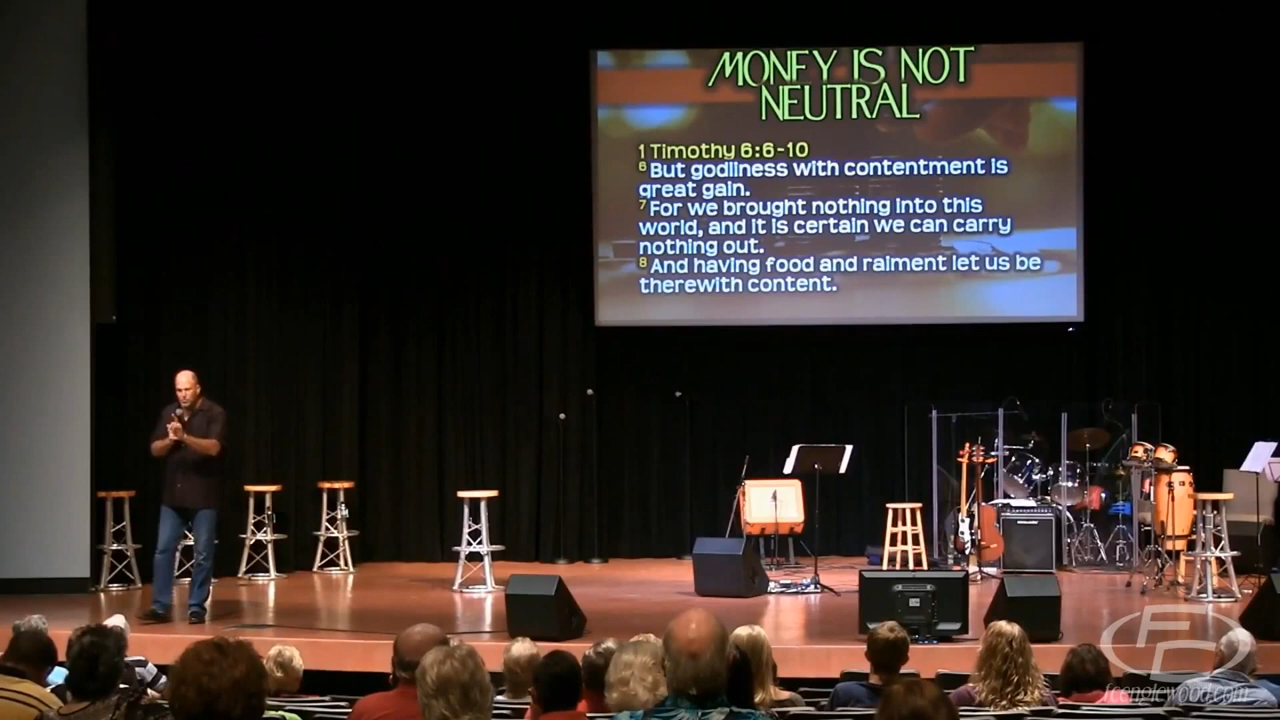 MONEY IS NOT
NEUTRAL
1 Timothy 6:6-10
6 But godliness with contentment is
great gain.
7 For we brought nothing into this
world, and it is certain we can carry
nothing out.
8 And having food and raiment let us be
therewith content.
FC
fcenglewood.com